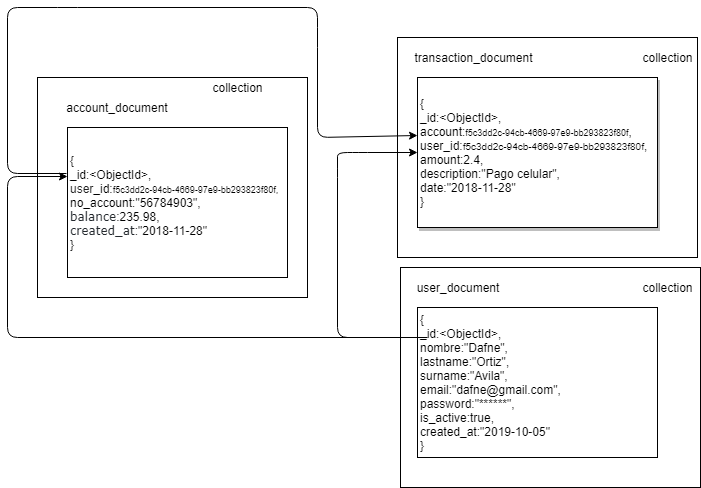 collection
account_document
{
_id:<ObjectId>,
user_id:f5c3dd2c-94cb-4669-97e9-bb293823f80f,
no_account:"56784903",
balance:235.98,
created_at:"2018-11-28"
}
transaction_document
collection
{
_id:<ObjectId>,
account:f5c3dd2c-94cb-4669-97e9-bb293823f80f,
user_id:f5c3dd2c-94cb-4669-97e9-bb293823f80f,
amount:2.4,
description:"Pago celular",
date:"2018-11-28"
}
user_document
collection
{
_id:<ObjectId>,
nombre:"Dafne",
lastname:"Ortiz",
surname:"Avila",
email:"dafne@gmail.com",
password:"******",
is_active:true,
created_at:"2019-10-05"
}